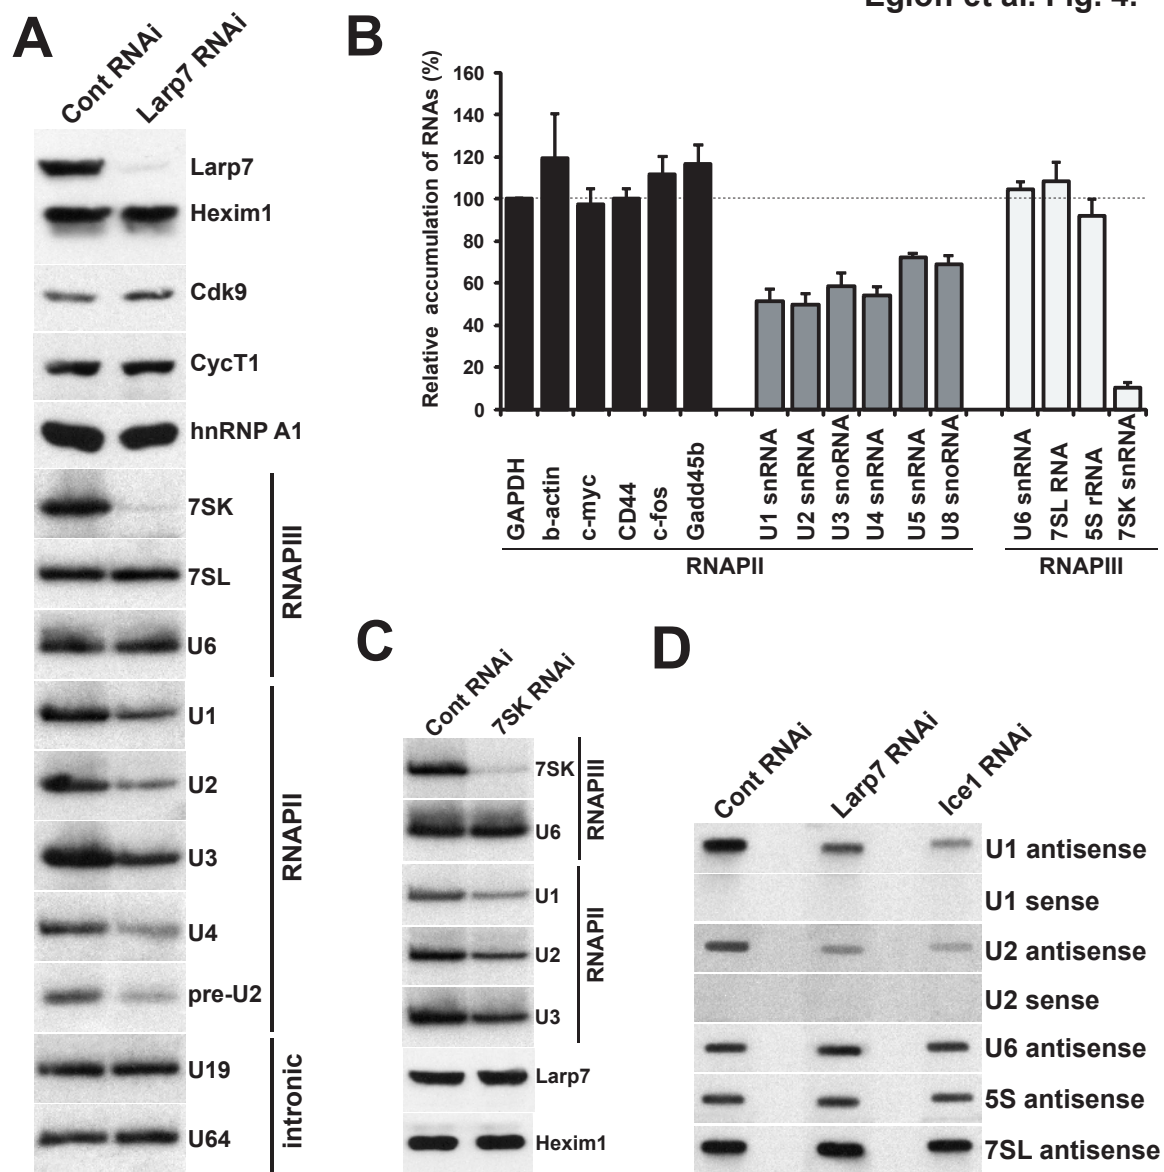 Egloff et al. Fig. 4.
A
Cont RNAi
Larp7 RNAi
Larp7
Hexim1
Cdk9
CycT1
hnRNP A1
7SK
7SL
U6
RNAPIII
U1
U2
U3
U4
pre-U2
RNAPII
U19
U64
intronic
B
Relative accumulation of RNAs (%)
160
140
120
100
80
60
40
20
0
GAPDH
b-actin
c-myc
CD44
c-fos
Gadd45b
U1 snRNA
U2 snRNA
U3 snoRNA
U4 snRNA
U5 snRNA
U8 snoRNA
U6 snRNA
7SL RNA
5S rRNA
7SK snRNA
RNAPII
RNAPIII
C
Cont RNAi
7SK RNAi
7SK
U6
RNAPIII
U1
U2
U3
RNAPII
Larp7
Hexim1
D
Cont RNAi
Larp7 RNAi
Ice1 RNAi
U1 antisense
U1 sense
U2 antisense
U2 sense
U6 antisense
5S antisense
7SL antisense